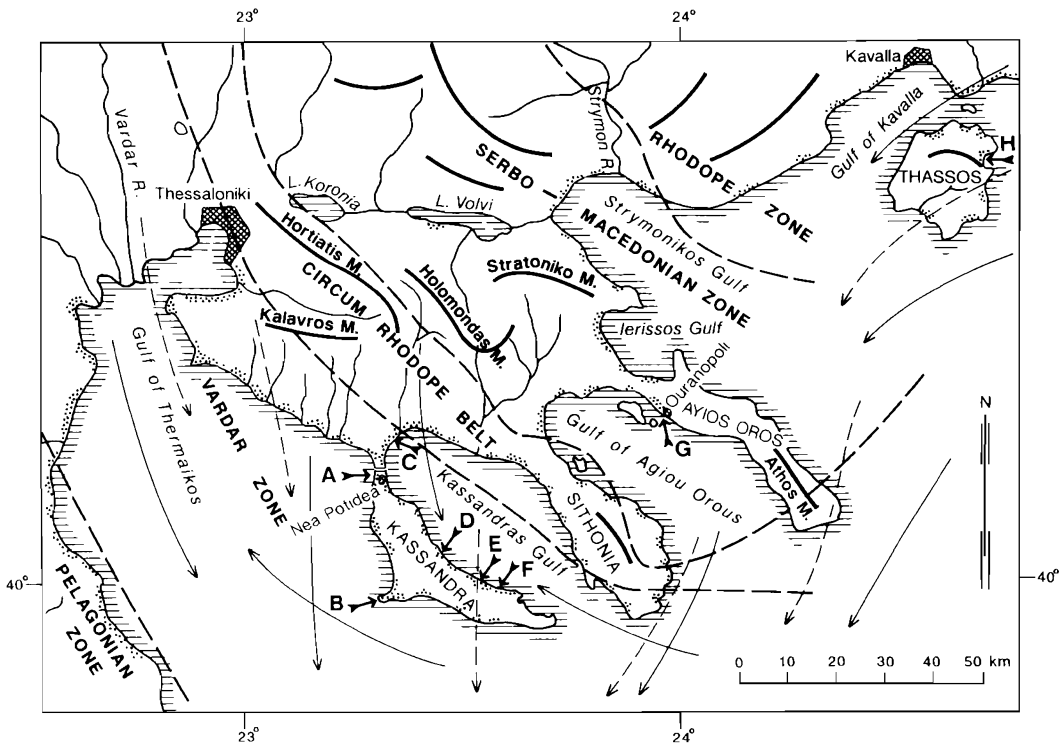 23°
24°
Kavalla
Vardar R.
Strymon R.
RHODOPE
ZONE
Gulf of Kavalla
H
THASSOS
SERBO
MACEDONIAN ZONE
Thessaloniki
L. Koronia
L. Volvi
Strymonikos Gulf
Hortiatis M.
CIRCUM RHODOPE BELT
Stratoniko M.
Holomondas M.
Kalavros M.
Ierissos Gulf
Gulf of Thermaikos
VARDAR
ZONE
Ouranopoli
AYIOS OROS
N
Gulf of Agiou Orous
G
C
A
Nea Potidea
Kassandras Gulf
Athos M.
SITHONIA
D
E
F
KASSANDRA
B
40°
40°
PELAGONIAN
ZONE
0 10 20 30 40 50 km
23°
24°